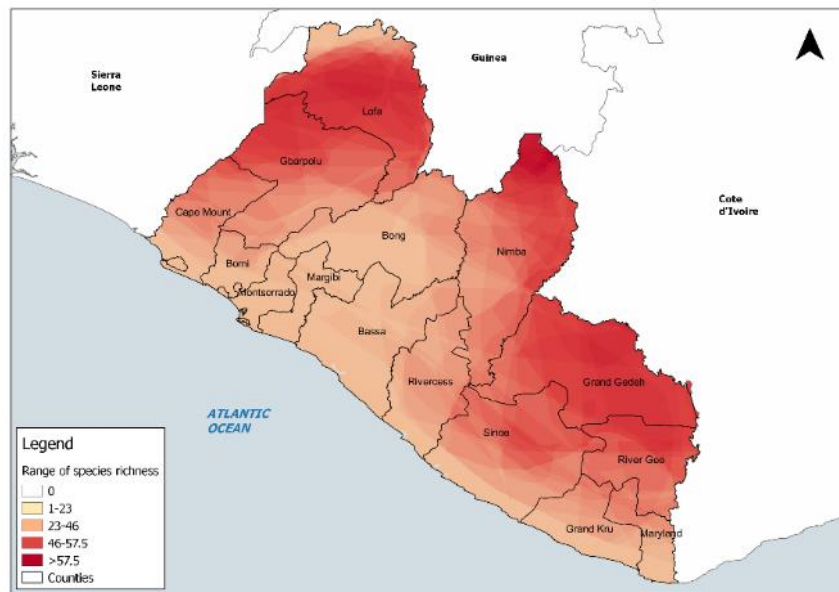 Sierra
Leone
Guinea
Lofa
Gbarpolu
Cape Mount
Cote
d'Ivoire
Bong
Nimba
Bomi
Margibi
Montserrado
Bassa
Rivercess
Grand Gedeh
ATLANTIC
OCEAN
Sinoe
River Gee
Grand Kru
Maryland
Legend
Range of species richness
0
1-23
23-46
46-57.5
>57.5
Counties